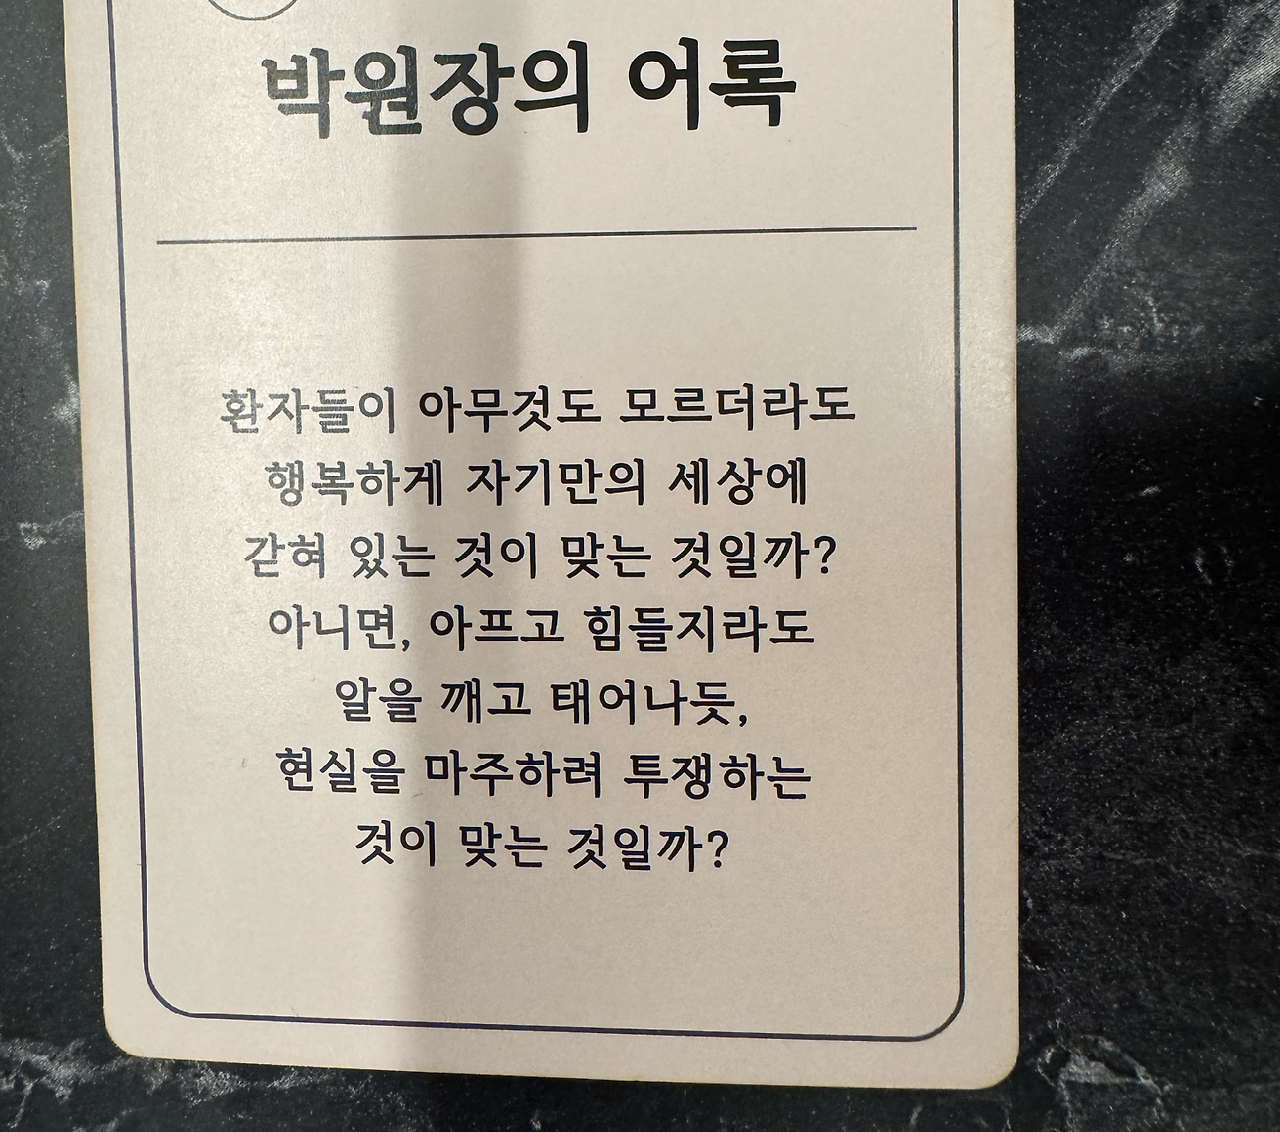 박원장의 어록
환자들이 아무것도 모르더라도
행복하게 자기만의 세상에
갇혀 있는 것이 맞는 것일까?
아니면, 아프고 힘들지라도
알을 깨고 태어나듯,
현실을 마주하려 투쟁하는
것이 맞는 것일까?